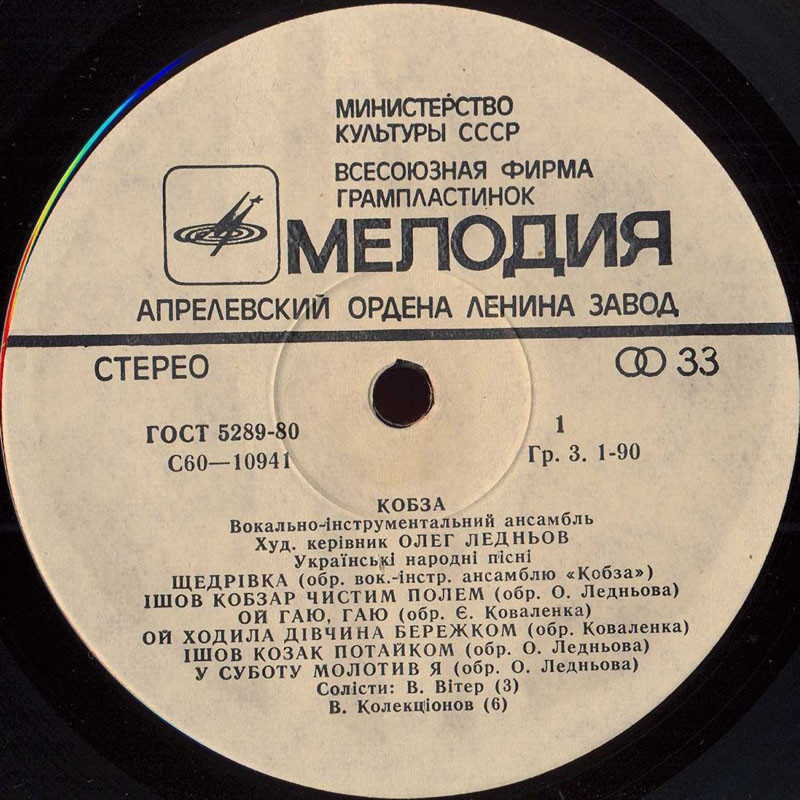 МИНИСТЕРСТВО
КУЛЬТУРЫ СССР
ВСЕСОЮЗНАЯ ФИРМА
ГРАМПЛАСТИНОК
МЕЛОДИЯ
АПРЕЛЕВСКИЙ ОРДЕНА ЛЕНИНА ЗАВОД
СТЕРЕО
33
ГОСТ 5289-80
С60—10941
1
Гр. 3. 1-90
КОБЗА
Вокально-інструментальний ансамбль
Худ. керівник ОЛЕГ ЛЕДНЬОВ
Українські народні пісні
ЩЕДРІВКА (обр. вок.-інстр. ансамблю «Кобза»)
ІШОВ КОБЗАР ЧИСТИМ ПОЛЕМ (обр. О. Ледньова)
ОЙ ГАЮ, ГАЮ (обр. Є. Коваленка)
ОЙ ХОДИЛА ДІВЧИНА БЕРЕЖКОМ (обр. Коваленка)
ІШОВ КОЗАК ПОТАЙКОМ (обр. О. Ледньова)
У СУБОТУ МОЛОТИВ Я (обр. О. Ледньова)
Солісти: В. Вітер (3)
В. Колекціонов (6)